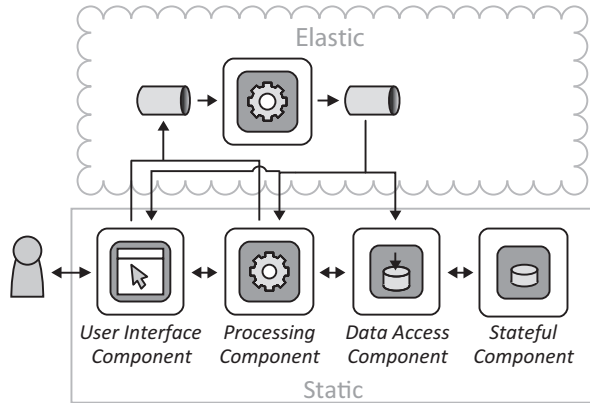 Elastic
User Interface
Component
Processing
Component
Data Access
Component
Stateful
Component
Static